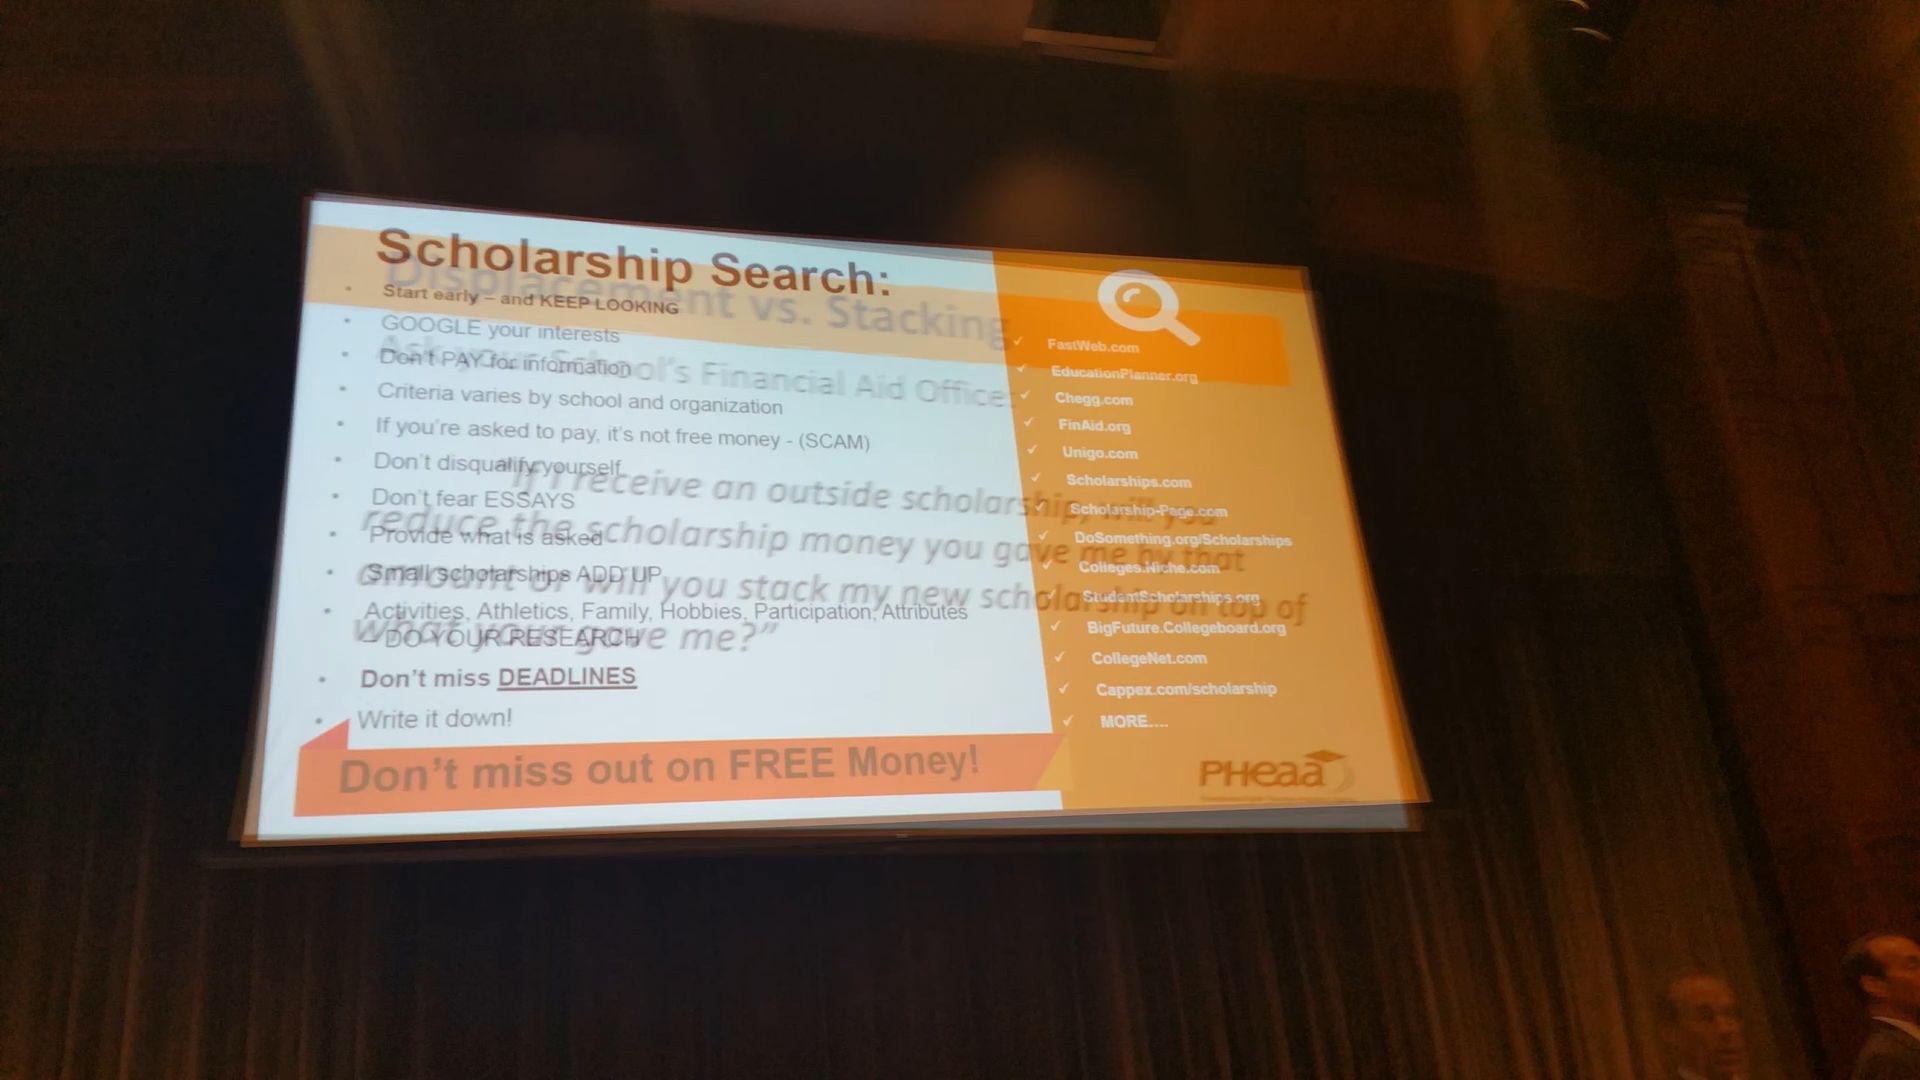 Scholarship Search:
Start early – and KEEP LOOKING
GOOGLE your interests
Don't PAY for information
Criteria varies by school and organization
If you're asked to pay, it's not free money - (SCAM)
Don't disqualify yourself
Don't fear ESSAYS
Provide what is asked
Small scholarships ADD UP
Activities, Athletics, Family, Hobbies, Participation, Attributes
– DO YOUR RESEARCH
Don't miss DEADLINES
Write it down!
Don't miss out on FREE Money!
FastWeb.com
EducationPlanner.org
Chegg.com
FinAid.org
Unigo.com
Scholarships.com
Scholarship-Page.com
DoSomething.org/Scholarships
Colleges.Niche.com
StudentScholarships.org
BigFuture.Collegeboard.org
CollegeNet.com
Cappex.com/scholarship
MORE....
PHEAA
Displacement vs. Stacking
Ask your School's Financial Aid Office:
"If I receive an outside scholarship, will you
reduce the scholarship money you gave me by that
amount or will you stack my new scholarship on top of
what you gave me?"